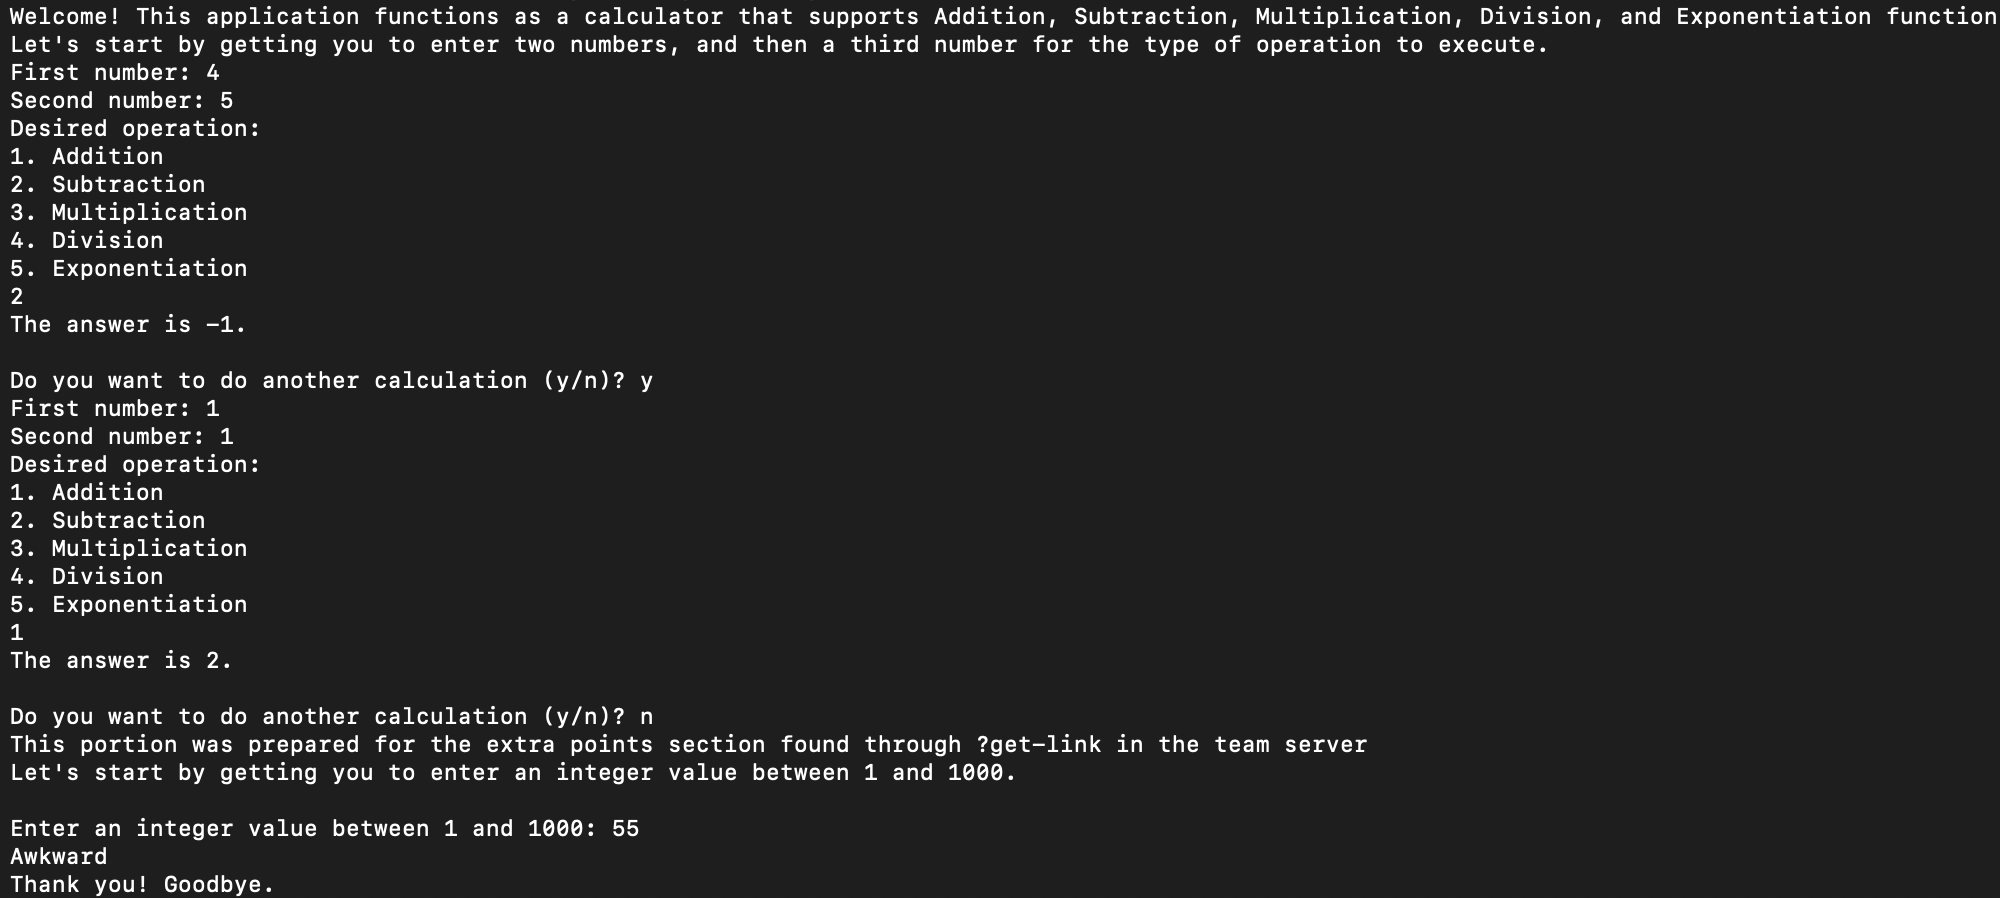 Welcome! This application functions as a calculator that supports Addition, Subtraction, Multiplication, Division, and Exponentiation function
Let's start by getting you to enter two numbers, and then a third number for the type of operation to execute.
First number: 4
Second number: 5
Desired operation:
1. Addition
2. Subtraction
3. Multiplication
4. Division
5. Exponentiation
2
The answer is -1.

Do you want to do another calculation (y/n)? y
First number: 1
Second number: 1
Desired operation:
1. Addition
2. Subtraction
3. Multiplication
4. Division
5. Exponentiation
1
The answer is 2.

Do you want to do another calculation (y/n)? n
This portion was prepared for the extra points section found through ?get-link in the team server
Let's start by getting you to enter an integer value between 1 and 1000.

Enter an integer value between 1 and 1000: 55
Awkward
Thank you! Goodbye.